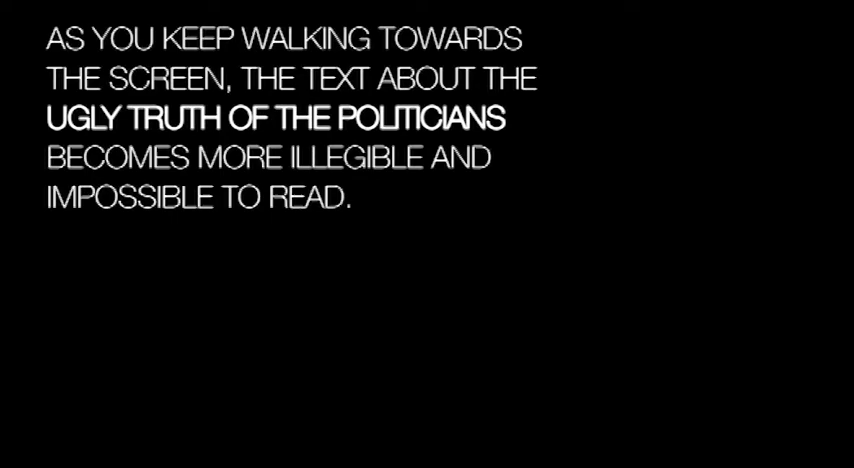 AS YOU KEEP WALKING TOWARDS
THE SCREEN, THE TEXT ABOUT THE
UGLY TRUTH OF THE POLITICIANS
BECOMES MORE ILLEGIBLE AND
IMPOSSIBLE TO READ.